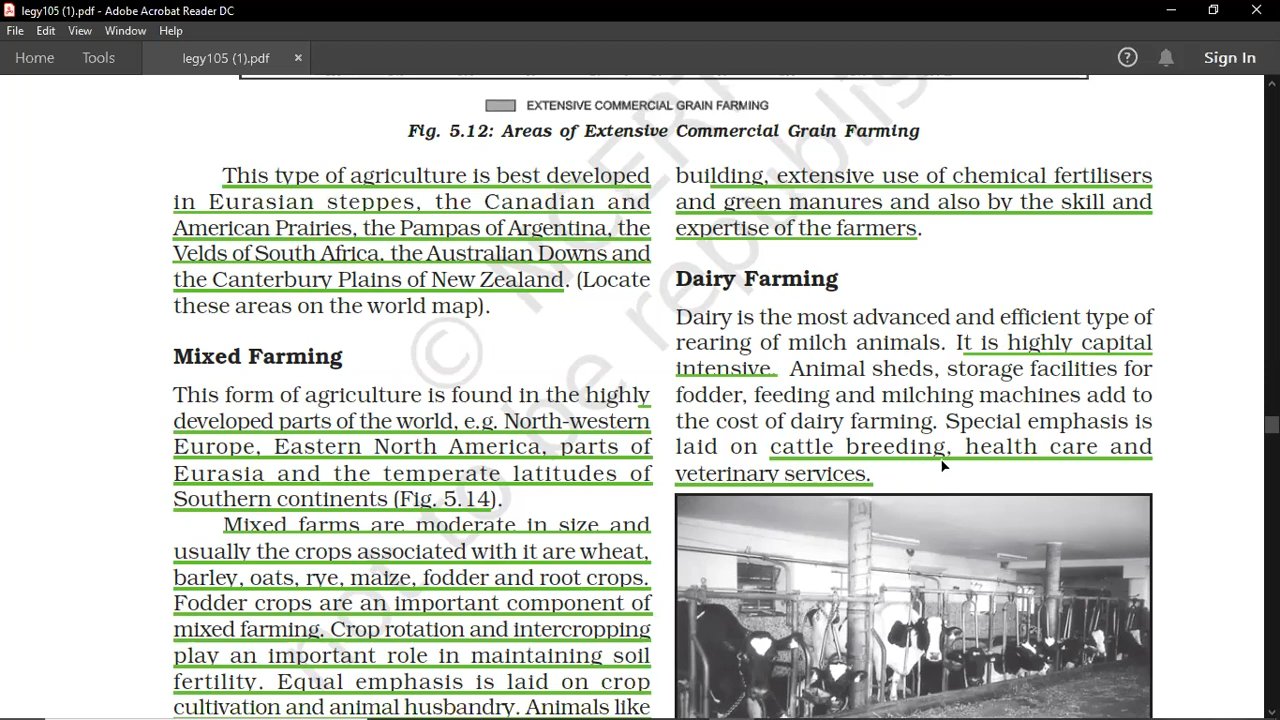 legy105 (1).pdf - Adobe Acrobat Reader DC
File Edit View Window Help
Home Tools legy105 (1).pdf × ? Sign In
EXTENSIVE COMMERCIAL GRAIN FARMING
Fig. 5.12: Areas of Extensive Commercial Grain Farming
This type of agriculture is best developed
in Eurasian steppes, the Canadian and
American Prairies, the Pampas of Argentina, the
Velds of South Africa, the Australian Downs and
the Canterbury Plains of New Zealand. (Locate
these areas on the world map).
Mixed Farming
This form of agriculture is found in the highly
developed parts of the world, e.g. North-western
Europe, Eastern North America, parts of
Eurasia and the temperate latitudes of
Southern continents (Fig. 5.14).
Mixed farms are moderate in size and
usually the crops associated with it are wheat,
barley, oats, rye, maize, fodder and root crops.
Fodder crops are an important component of
mixed farming. Crop rotation and intercropping
play an important role in maintaining soil
fertility. Equal emphasis is laid on crop
cultivation and animal husbandry. Animals like
building, extensive use of chemical fertilisers
and green manures and also by the skill and
expertise of the farmers.
Dairy Farming
Dairy is the most advanced and efficient type of
rearing of milch animals. It is highly capital
intensive. Animal sheds, storage facilities for
fodder, feeding and milching machines add to
the cost of dairy farming. Special emphasis is
laid on cattle breeding, health care and
veterinary services.
© NCERT
not to be republis